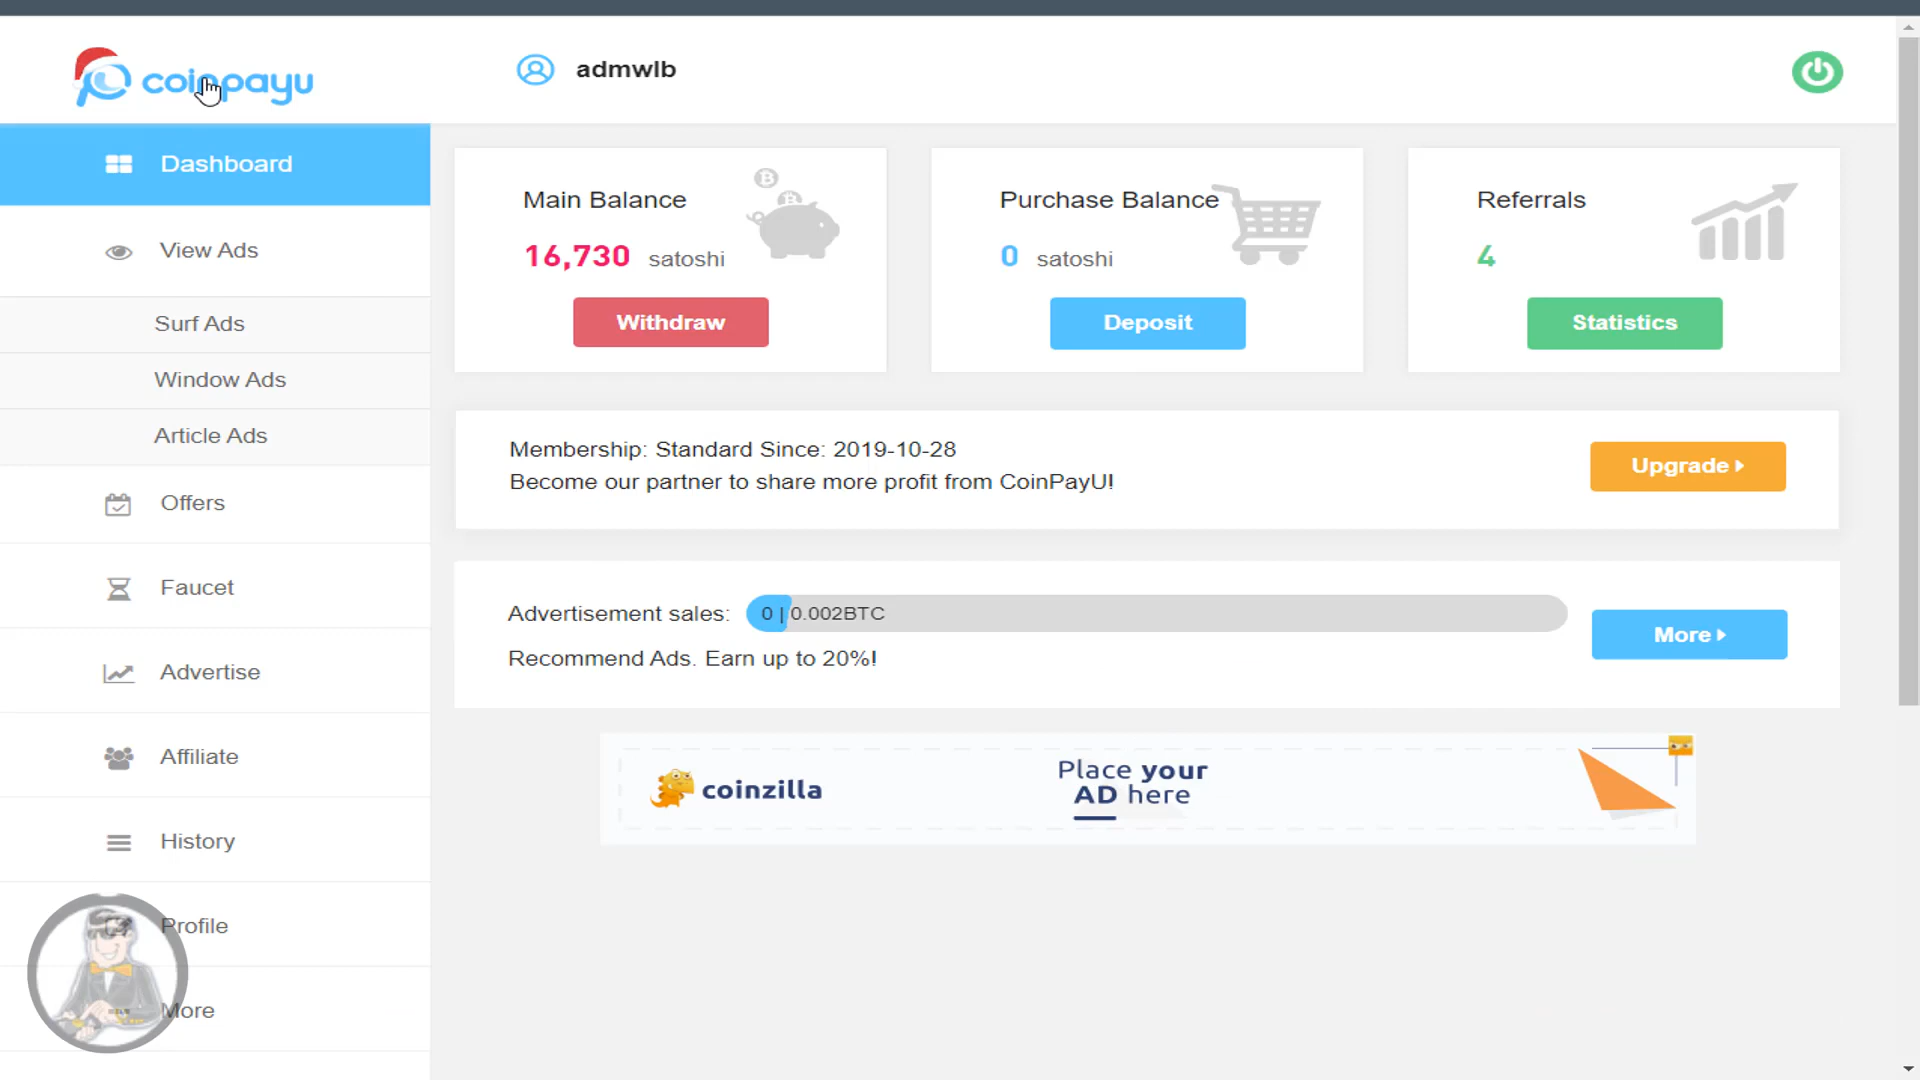 coinpayu
admwlb
Dashboard
View Ads
Surf Ads
Window Ads
Article Ads
Offers
Faucet
Advertise
Affiliate
History
Profile
More
Main Balance
16,730 satoshi
Withdraw
Purchase Balance
0 satoshi
Deposit
Referrals
4
Statistics
Membership: Standard Since: 2019-10-28
Become our partner to share more profit from CoinPayU!
Upgrade
Advertisement sales: 0 | 0.002BTC
Recommend Ads. Earn up to 20%!
More
coinzilla
Place your
AD here